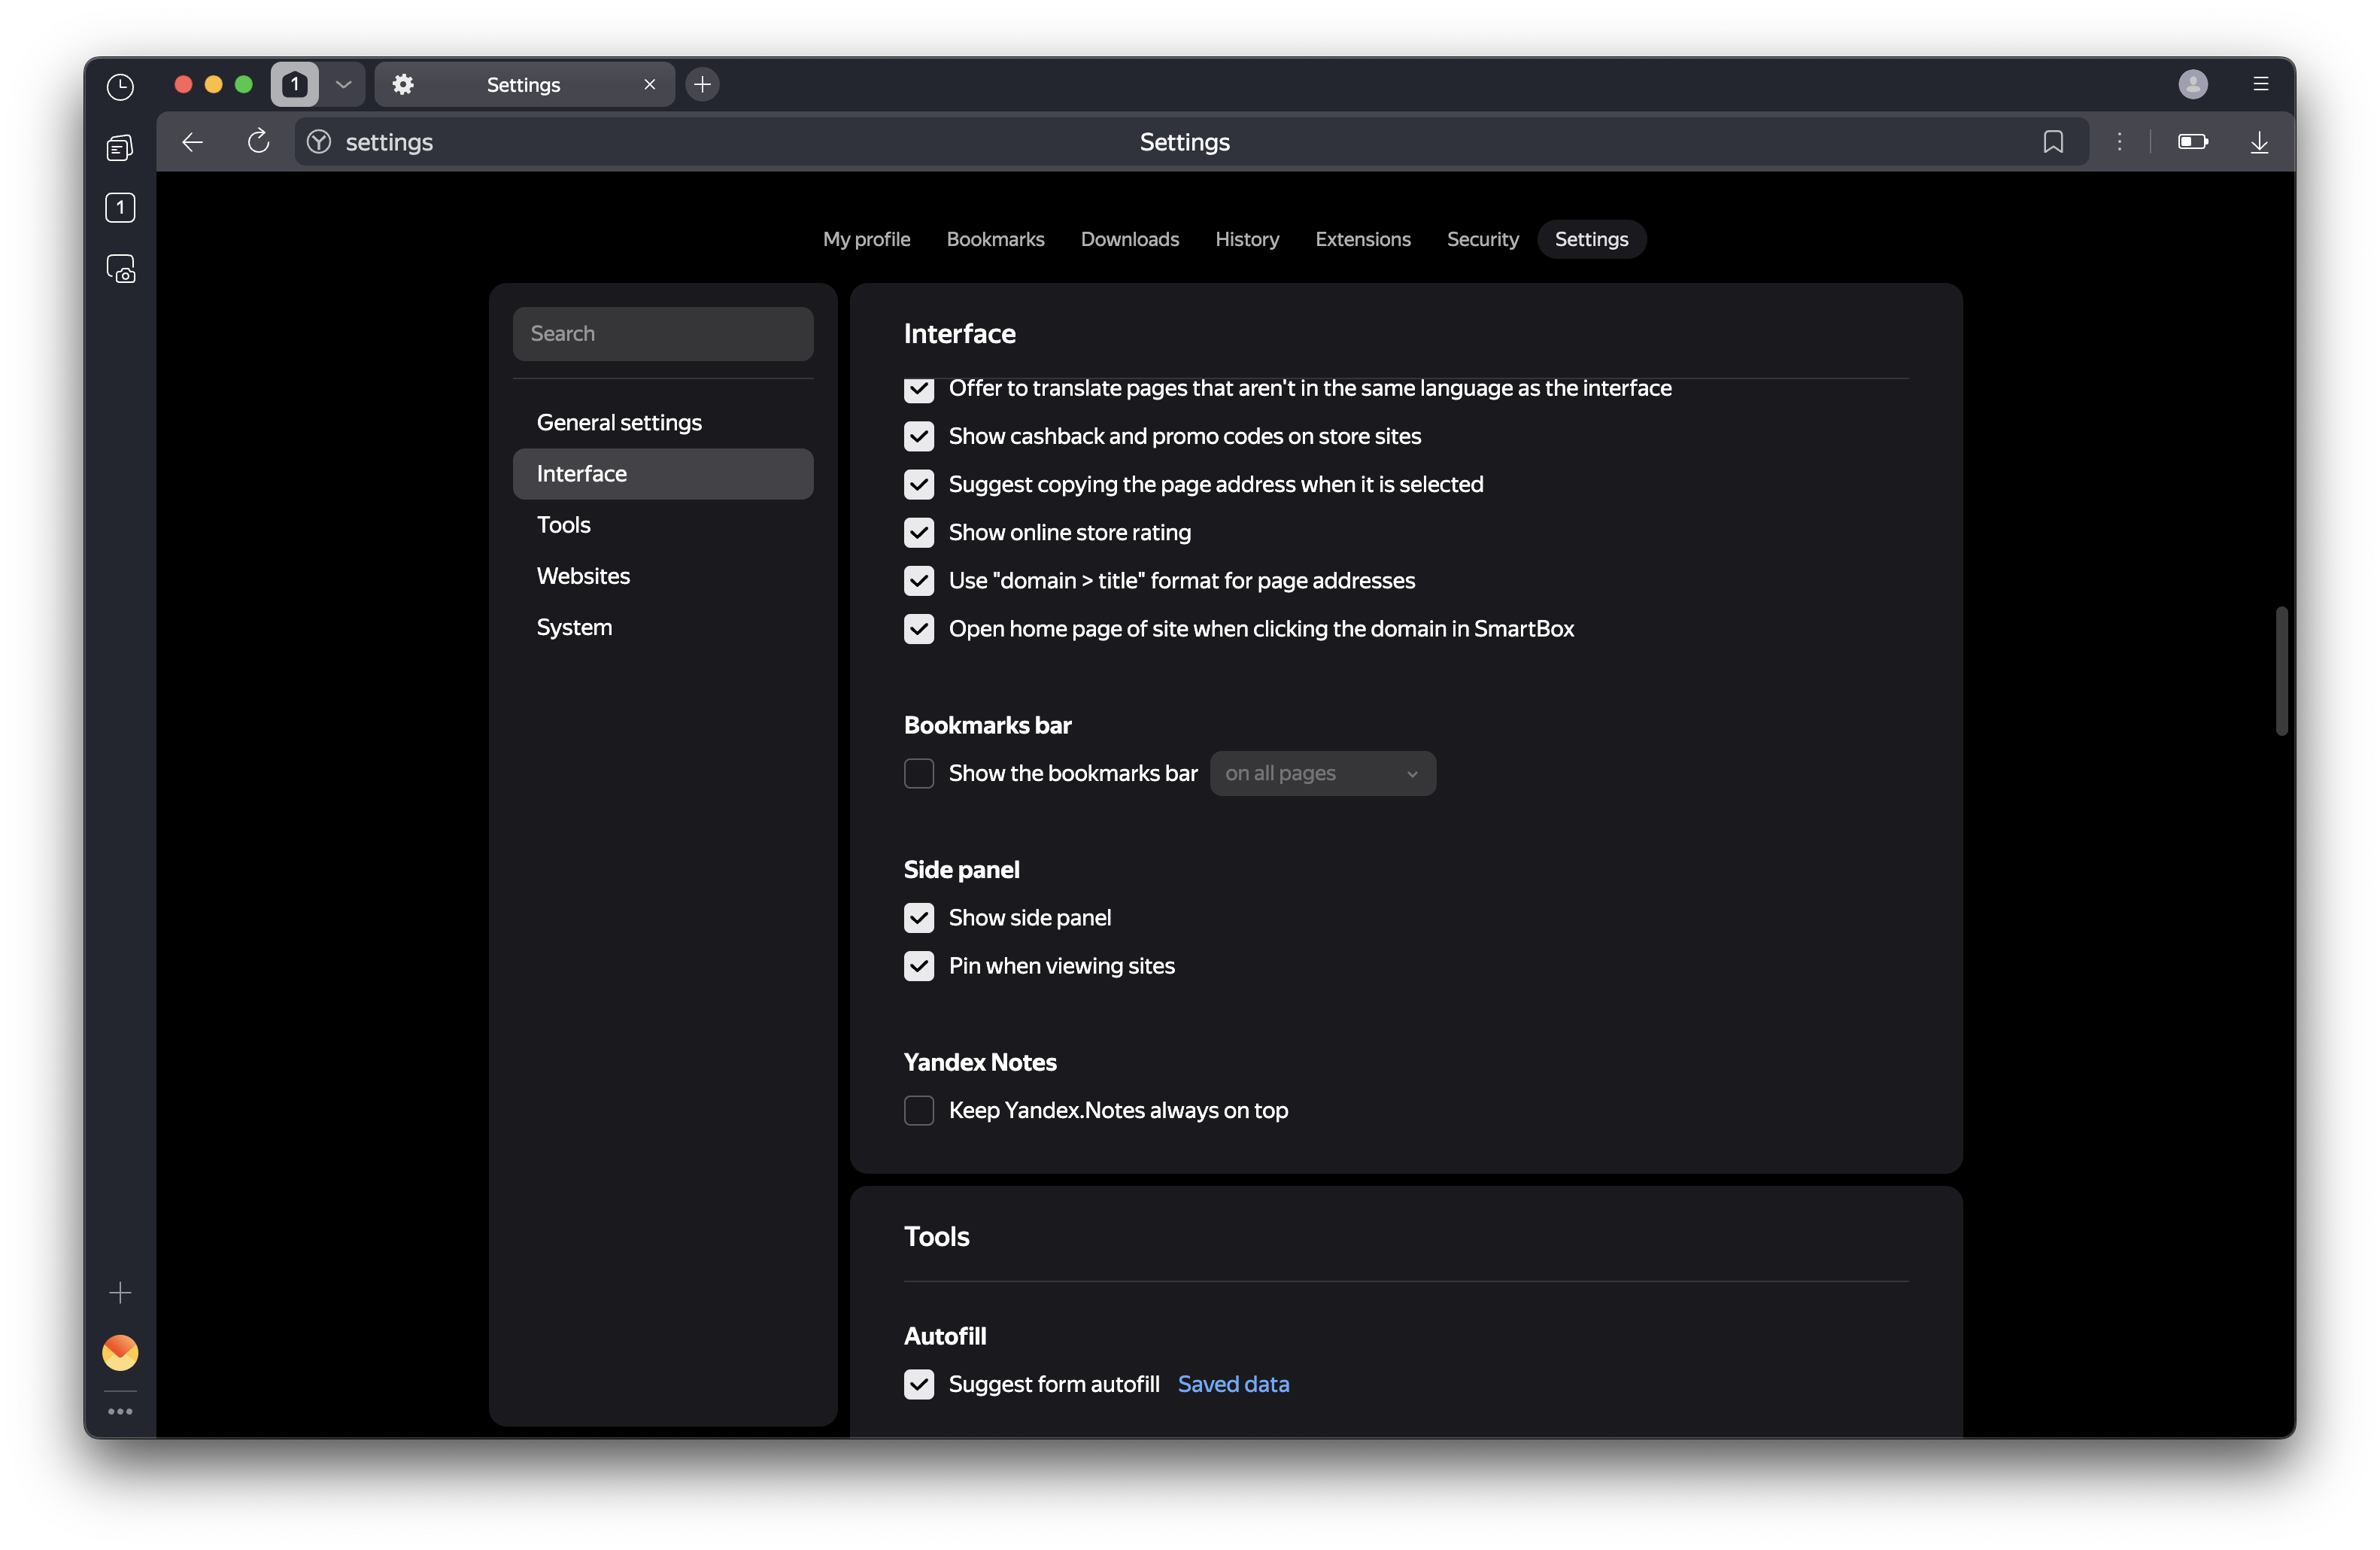 1
Settings
settings
Settings
1
My profile
Bookmarks
Downloads
History
Extensions
Security
Settings
Search
General settings
Interface
Tools
Websites
System
Interface
Offer to translate pages that aren't in the same language as the interface
Show cashback and promo codes on store sites
Suggest copying the page address when it is selected
Show online store rating
Use "domain > title" format for page addresses
Open home page of site when clicking the domain in SmartBox
Bookmarks bar
Show the bookmarks bar on all pages
Side panel
Show side panel
Pin when viewing sites
Yandex Notes
Keep Yandex.Notes always on top
Tools
Autofill
Suggest form autofill Saved data